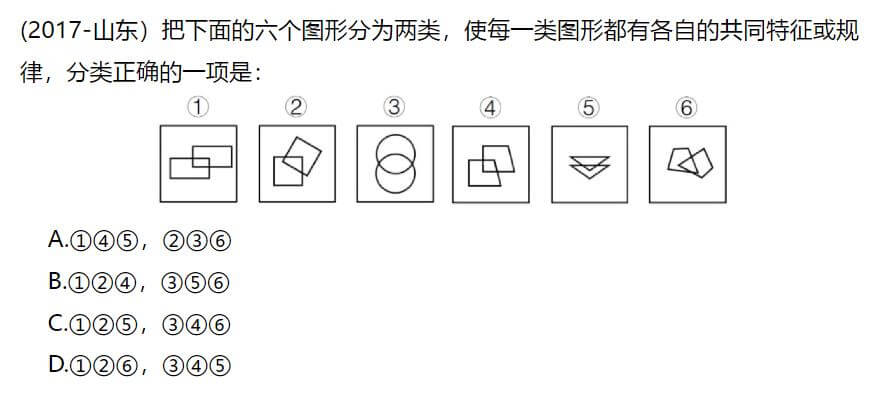 (2017-山东）把下面的六个图形分为两类，使每一类图形都有各自的共同特征或规
律，分类正确的一项是：
① ② ③ ④ ⑤ ⑥
A.①④⑤，②③⑥
B.①②④，③⑤⑥
C.①②⑤，③④⑥
D.①②⑥，③④⑤